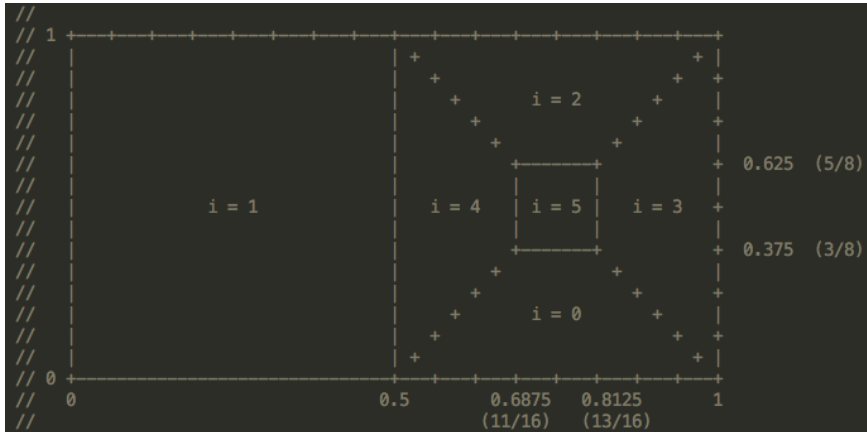 //
// 1 +---+---+---+---+---+---+---+---+---+---+---+---+---+---+---+---+
// | | + + |
// | | + + +
// | | + i = 2 + |
// | | + + +
// | | + + |
// | | +-------+ + 0.625 (5/8)
// | | | | |
// | i = 1 | i = 4 | i = 5 | i = 3 +
// | | | | |
// | | +-------+ + 0.375 (3/8)
// | | + + |
// | | + + +
// | | + i = 0 + |
// | | + + +
// | | + + |
// 0 +-------------------------------+---+---+---+---+---+---+---+---+
// 0 0.5 0.6875 0.8125 1
// (11/16) (13/16)